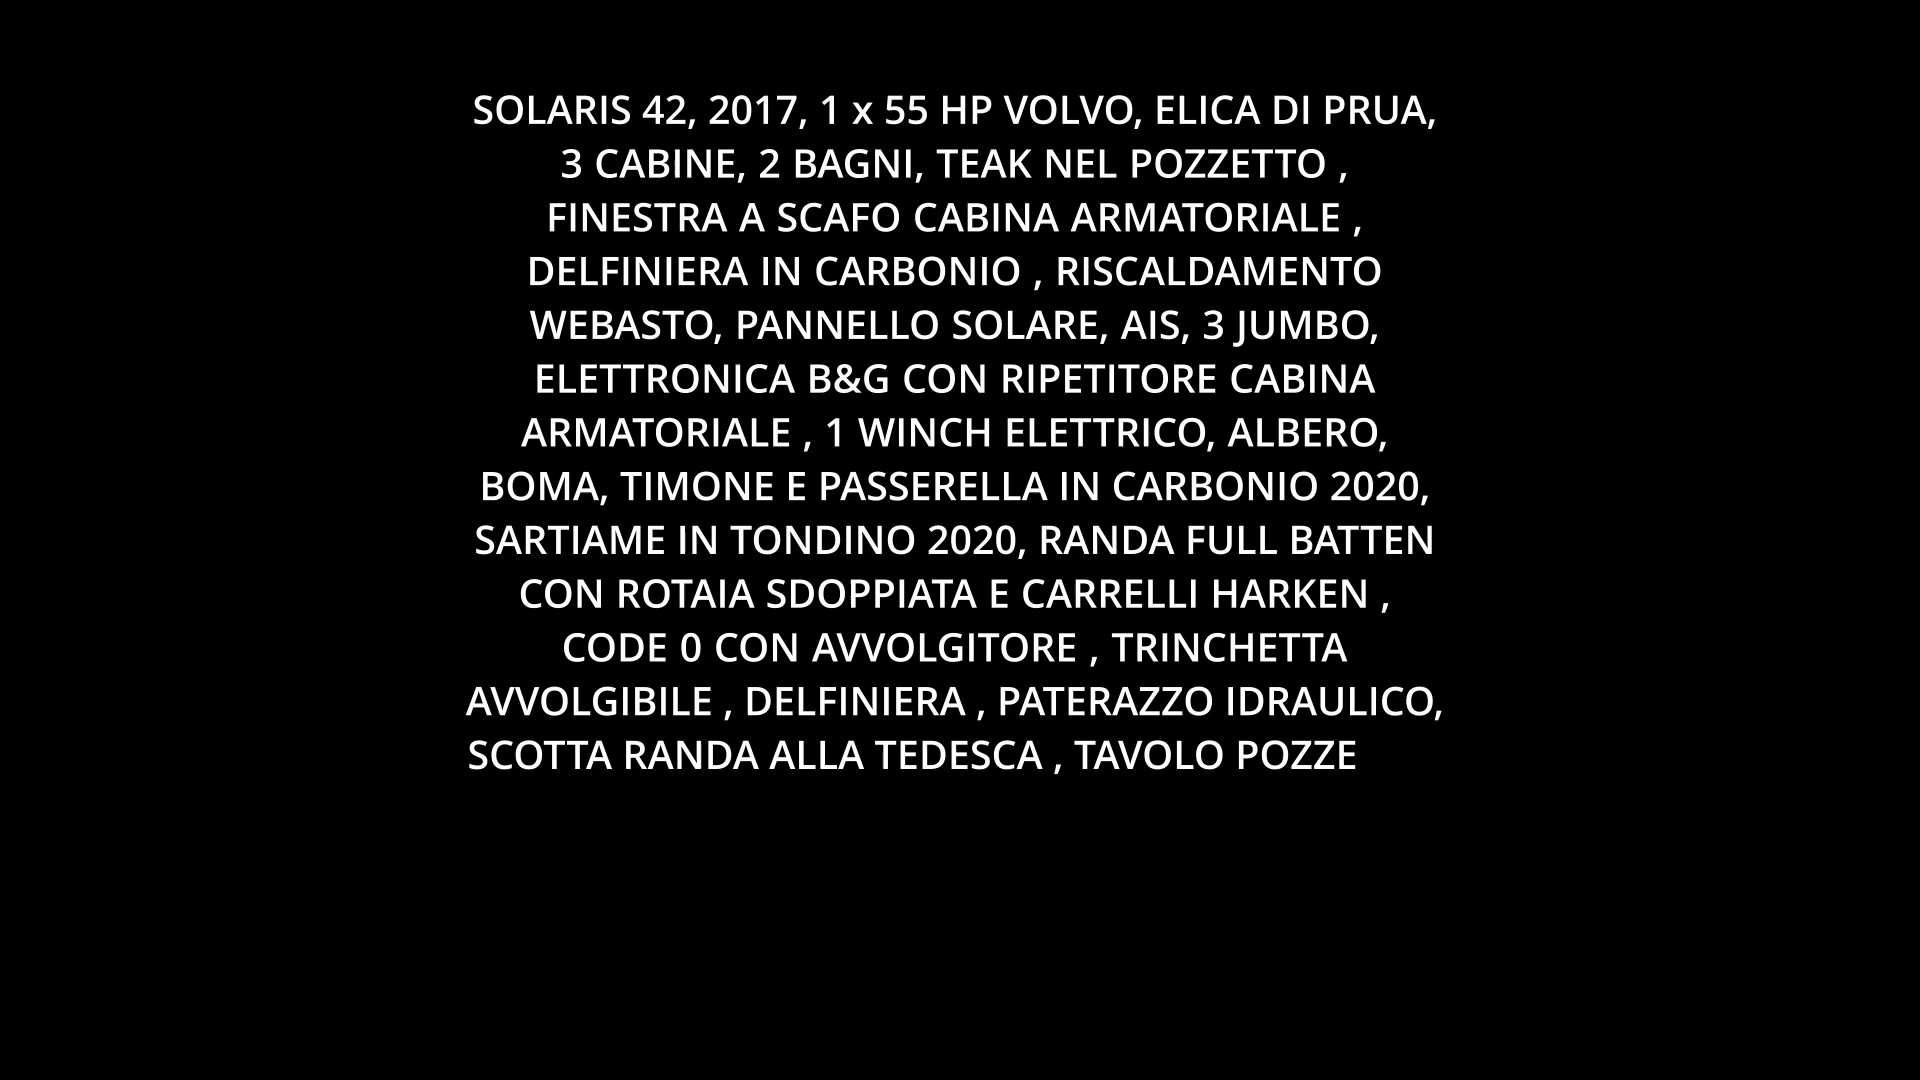 SOLARIS 42, 2017, 1 x 55 HP VOLVO, ELICA DI PRUA,
3 CABINE, 2 BAGNI, TEAK NEL POZZETTO ,
FINESTRA A SCAFO CABINA ARMATORIALE ,
DELFINIERA IN CARBONIO , RISCALDAMENTO
WEBASTO, PANNELLO SOLARE, AIS, 3 JUMBO,
ELETTRONICA B&G CON RIPETITORE CABINA
ARMATORIALE , 1 WINCH ELETTRICO, ALBERO,
BOMA, TIMONE E PASSERELLA IN CARBONIO 2020,
SARTIAME IN TONDINO 2020, RANDA FULL BATTEN
CON ROTAIA SDOPPIATA E CARRELLI HARKEN ,
CODE 0 CON AVVOLGITORE , TRINCHETTA
AVVOLGIBILE , DELFINIERA , PATERAZZO IDRAULICO,
SCOTTA RANDA ALLA TEDESCA , TAVOLO POZZE